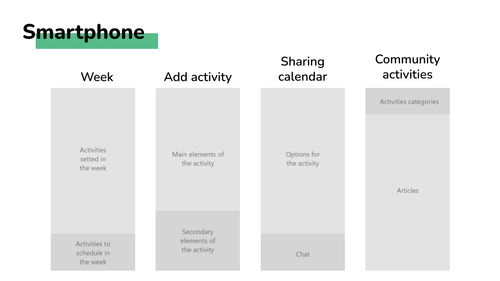 Smartphone
Week
Add activity
Sharing
calendar
Community
activities
Activities
setted in
the week
Activities to
schedule in
the week
Main elements of
the activity
Secondary
elements of
the activity
Options for
the activity
Chat
Activities categories
Articles